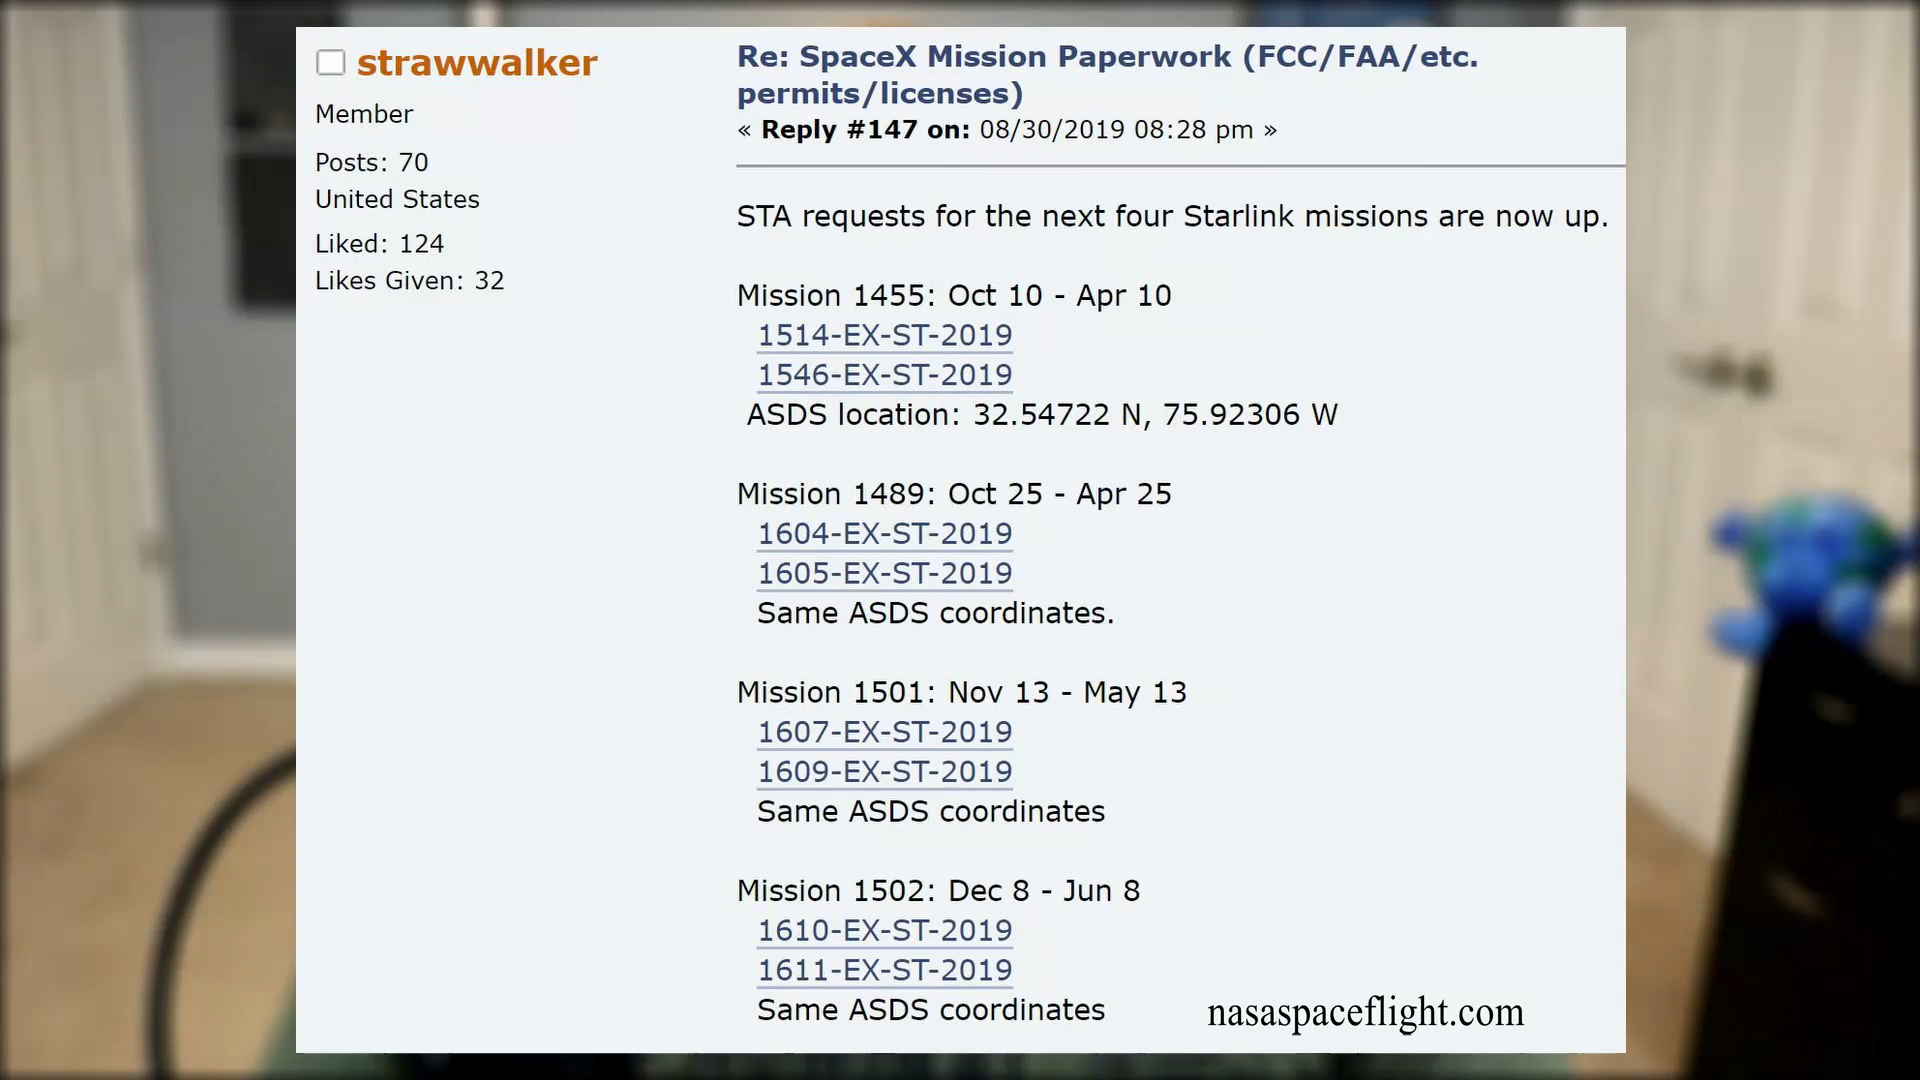 strawwalker
Member
Posts: 70
United States
Liked: 124
Likes Given: 32
Re: SpaceX Mission Paperwork (FCC/FAA/etc.
permits/licenses)
« Reply #147 on: 08/30/2019 08:28 pm »
STA requests for the next four Starlink missions are now up.
Mission 1455: Oct 10 - Apr 10
1514-EX-ST-2019
1546-EX-ST-2019
ASDS location: 32.54722 N, 75.92306 W
Mission 1489: Oct 25 - Apr 25
1604-EX-ST-2019
1605-EX-ST-2019
Same ASDS coordinates.
Mission 1501: Nov 13 - May 13
1607-EX-ST-2019
1609-EX-ST-2019
Same ASDS coordinates
Mission 1502: Dec 8 - Jun 8
1610-EX-ST-2019
1611-EX-ST-2019
Same ASDS coordinates
nasaspaceflight.com